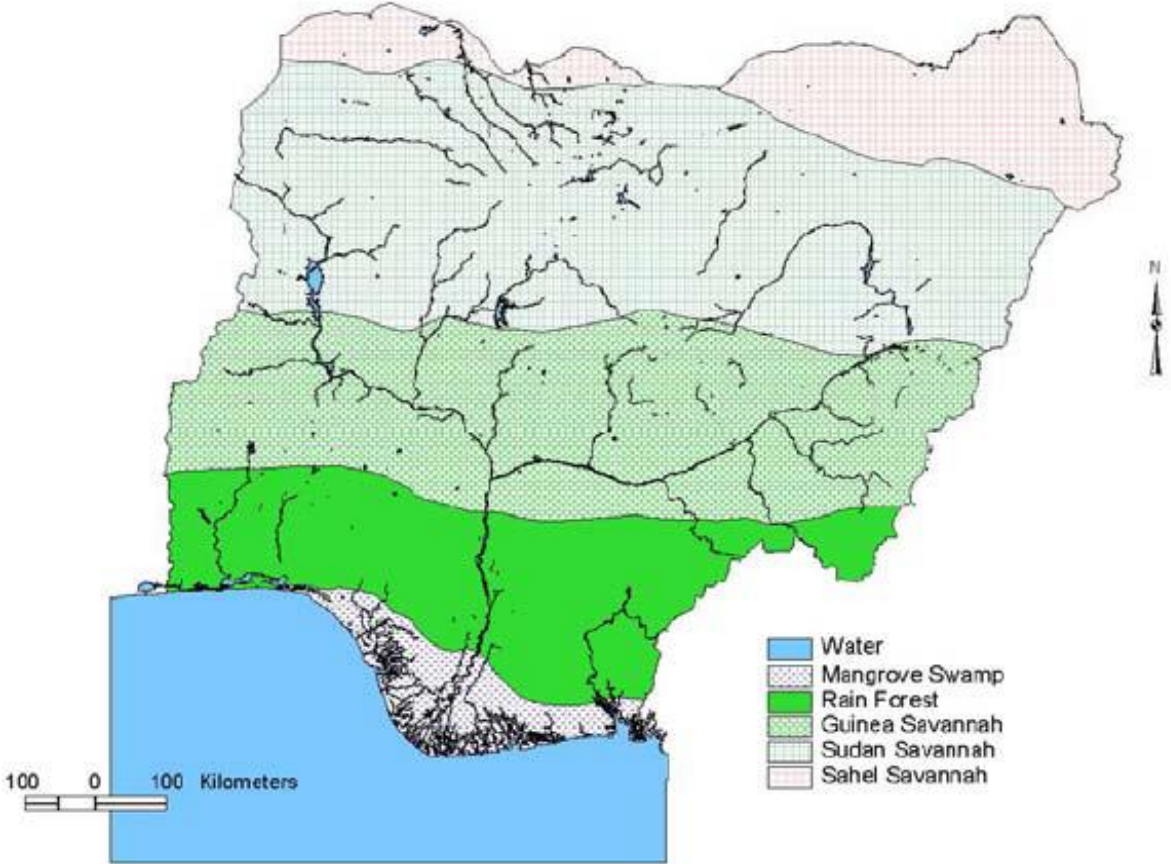 N
Water
Mangrove Swamp
Rain Forest
Guinea Savannah
Sudan Savannah
Sahel Savannah
100 0 100 Kilometers